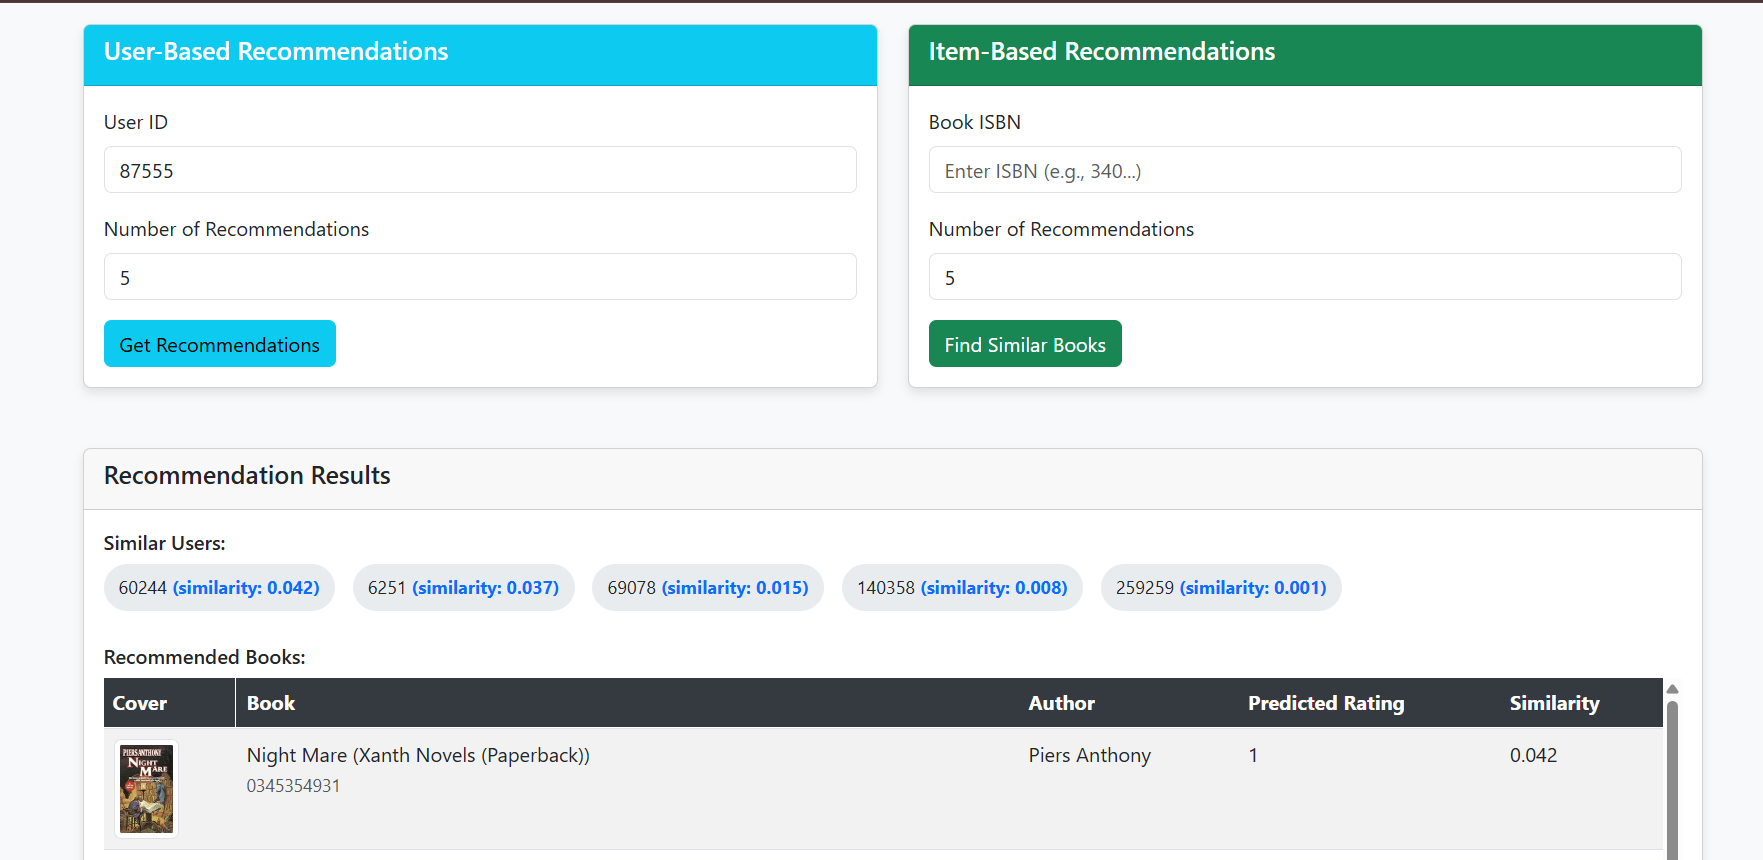 User-Based Recommendations
User ID
87555
Number of Recommendations
5
Get Recommendations
Item-Based Recommendations
Book ISBN
Enter ISBN (e.g., 340...)
Number of Recommendations
5
Find Similar Books
Recommendation Results
Similar Users:
60244 (similarity: 0.042) 6251 (similarity: 0.037) 69078 (similarity: 0.015) 140358 (similarity: 0.008) 259259 (similarity: 0.001)
Recommended Books:
Cover Book Author Predicted Rating Similarity
PIERS ANTHONY
NIGHT
MARE
Night Mare (Xanth Novels (Paperback)) Piers Anthony 1 0.042
0345354931